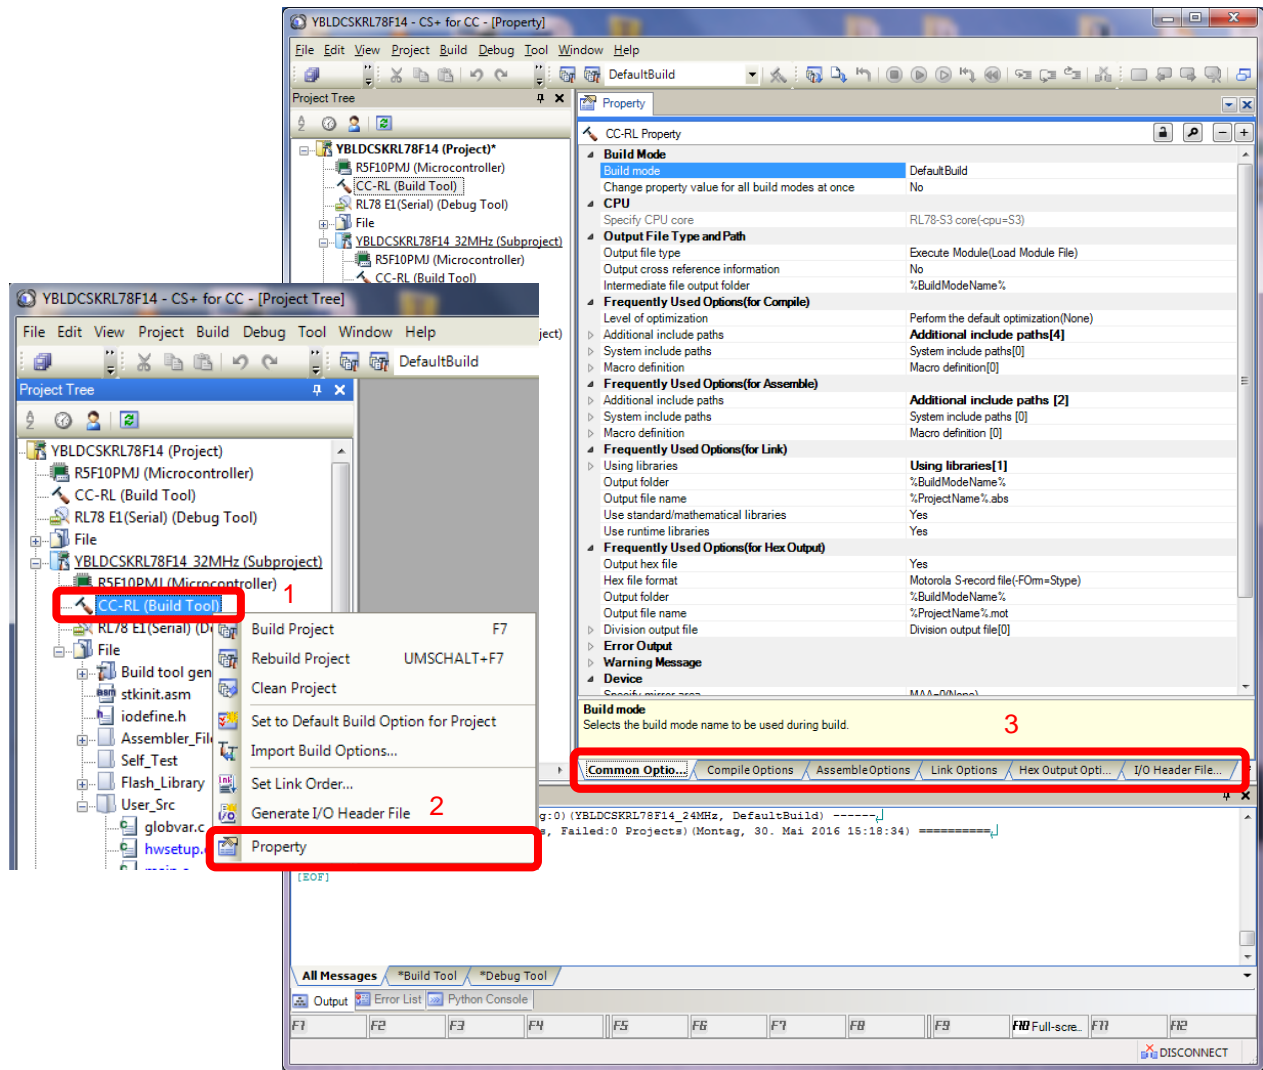 YBLDCSKRL78F14 - CS+ for CC - [Property]
File Edit View Project Build Debug Tool Window Help
DefaultBuild
Project Tree
Property
CC-RL Property
YBLDCSKRL78F14 (Project)*
R5F10PMJ (Microcontroller)
CC-RL (Build Tool)
RL78 E1(Serial) (Debug Tool)
File
YBLDCSKRL78F14_32MHz (Subproject)
R5F10PMJ (Microcontroller)
CC-RL (Build Tool)
ject)
Build Mode
Build mode DefaultBuild
Change property value for all build modes at once No
CPU
Specify CPU core RL78-S3 core(-cpu=S3)
Output File Type and Path
Output file type Execute Module(Load Module File)
Output cross reference information No
Intermediate file output folder %BuildModeName%
Frequently Used Options(for Compile)
Level of optimization Perform the default optimization(None)
Additional include paths Additional include paths[4]
System include paths System include paths[0]
Macro definition Macro definition[0]
Frequently Used Options(for Assemble)
Additional include paths Additional include paths [2]
System include paths System include paths [0]
Macro definition Macro definition [0]
Frequently Used Options(for Link)
Using libraries Using libraries[1]
Output folder %BuildModeName%
Output file name %ProjectName%.abs
Use standard/mathematical libraries Yes
Use runtime libraries Yes
Frequently Used Options(for Hex Output)
Output hex file Yes
Hex file format Motorola S-record file(-FOrm=Stype)
Output folder %BuildModeName%
Output file name %ProjectName%.mot
Division output file Division output file[0]
Error Output
Warning Message
Device
Specify mirror area MAA=0(None)
Build mode
Selects the build mode name to be used during build.
3
Common Optio... Compile Options Assemble Options Link Options Hex Output Opti... I/O Header File...
YBLDCSKRL78F14 - CS+ for CC - [Project Tree]
File Edit View Project Build Debug Tool Window Help
DefaultBuild
Project Tree
YBLDCSKRL78F14 (Project)
R5F10PMJ (Microcontroller)
CC-RL (Build Tool)
RL78 E1(Serial) (Debug Tool)
File
YBLDCSKRL78F14_32MHz (Subproject)
R5F10PMJ (Microcontroller)
1
CC-RL (Build Tool)
RL78 E1(Serial) (D
File
Build tool gen
stkinit.asm
iodefine.h
Assembler_File
Self_Test
Flash_Library
User_Src
globvar.c
hwsetup.
main.c
Build Project F7
Rebuild Project UMSCHALT+F7
Clean Project
Set to Default Build Option for Project
Import Build Options...
Set Link Order...
Generate I/O Header File
2
Property
g:0)(YBLDCSKRL78F14_24MHz, DefaultBuild) ------
s, Failed:0 Projects)(Montag, 30. Mai 2016 15:18:34) ==========
[EOF]
All Messages *Build Tool *Debug Tool
Output Error List Python Console
F1 F2 F3 F4 F5 F6 F7 F8 F9 F10 Full-scre... F11 F12
DISCONNECT